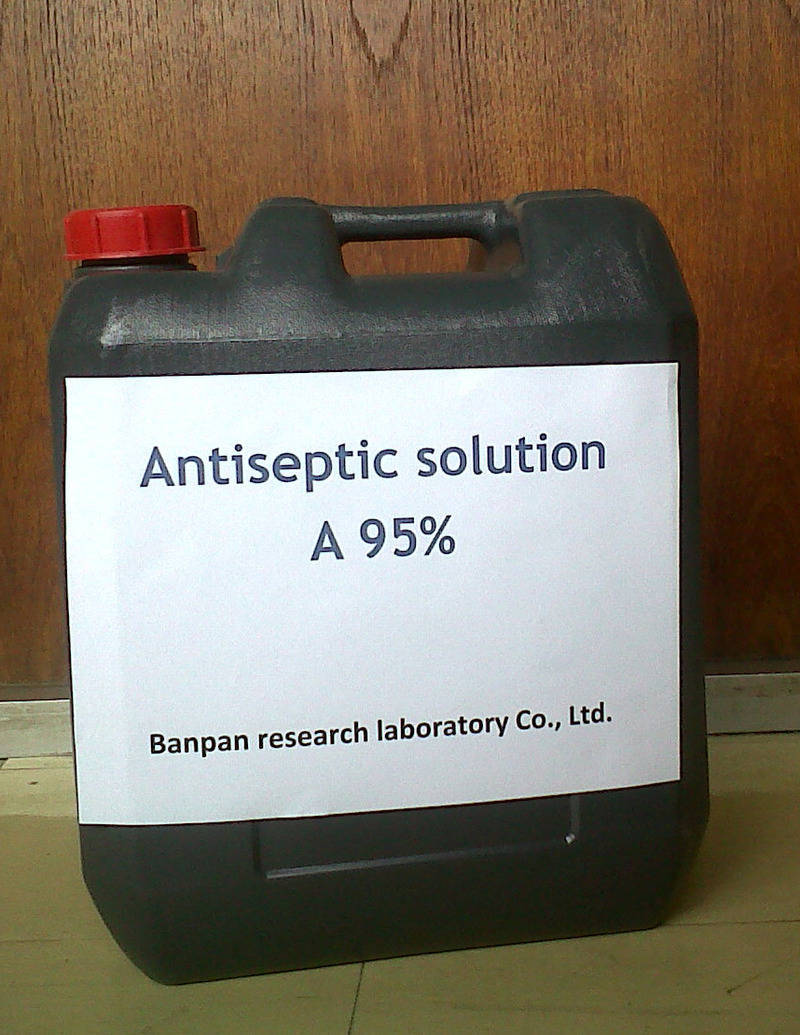 Antiseptic solution
A 95%
Banpan research laboratory Co., Ltd.